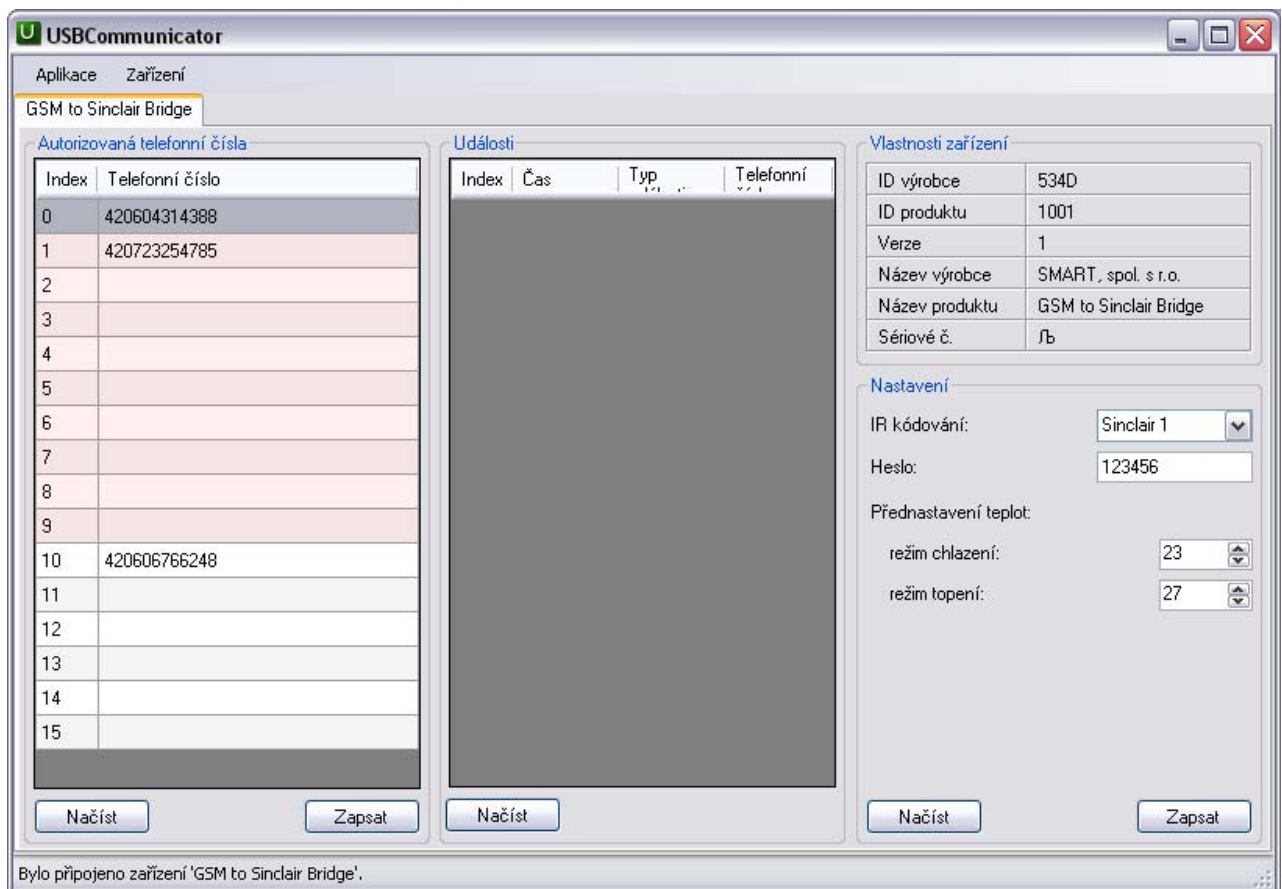 USBCommunicator
Aplikace Zařízení
GSM to Sinclair Bridge
Autorizovaná telefonní čísla
Index Telefonní číslo
0 420604314388
1 420723254785
2
3
4
5
6
7
8
9
10 420606766248
11
12
13
14
15
Načíst Zapsat
Události
Index Čas Typ Telefonní
Načíst
Vlastnosti zařízení
ID výrobce 534D
ID produktu 1001
Verze 1
Název výrobce SMART, spol. s r.o.
Název produktu GSM to Sinclair Bridge
Sériové č. Љ
Nastavení
IR kódování: Sinclair 1
Heslo: 123456
Přednastavení teplot:
režim chlazení: 23
režim topení: 27
Načíst Zapsat
Bylo připojeno zařízení 'GSM to Sinclair Bridge'.